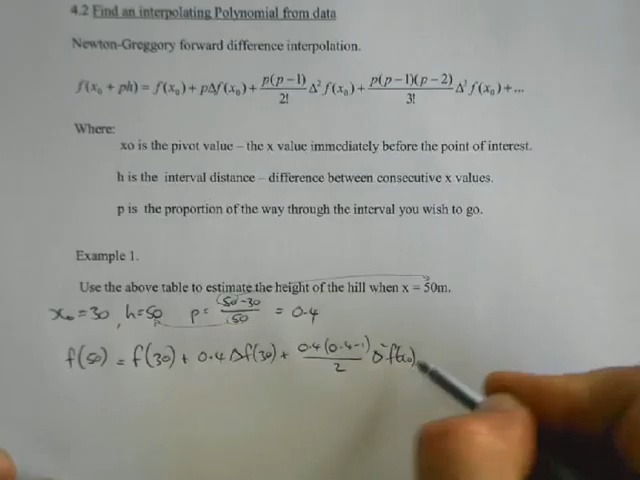 4.2 Find an interpolating Polynomial from data
Newton-Greggory forward difference interpolation.
f(x₀ + ph) = f(x₀) + pΔf(x₀) + p(p−1)/2! Δ² f(x₀) + p(p−1)(p−2)/3! Δ³ f(x₀) + ...
Where:
xo is the pivot value – the x value immediately before the point of interest.
h is the interval distance – difference between consecutive x values.
p is the proportion of the way through the interval you wish to go.
Example 1.
Use the above table to estimate the height of the hill when x = 50m.
x₀ = 30 , h = 50 p = (50−30)/50 = 0.4
f(50) = f(30) + 0.4 Δf(30) + 0.4(0.4−1)/2